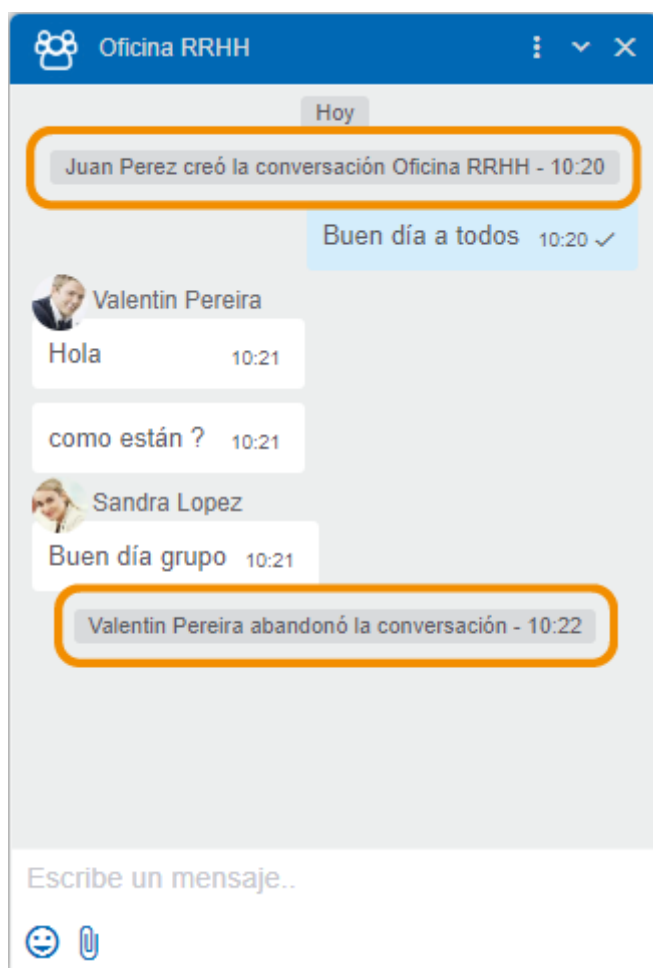 Oficina RRHH
Hoy
Juan Perez creó la conversación Oficina RRHH - 10:20
Buen día a todos 10:20
Valentin Pereira
Hola 10:21
como están ? 10:21
Sandra Lopez
Buen día grupo 10:21
Valentin Pereira abandonó la conversación - 10:22
Escribe un mensaje..